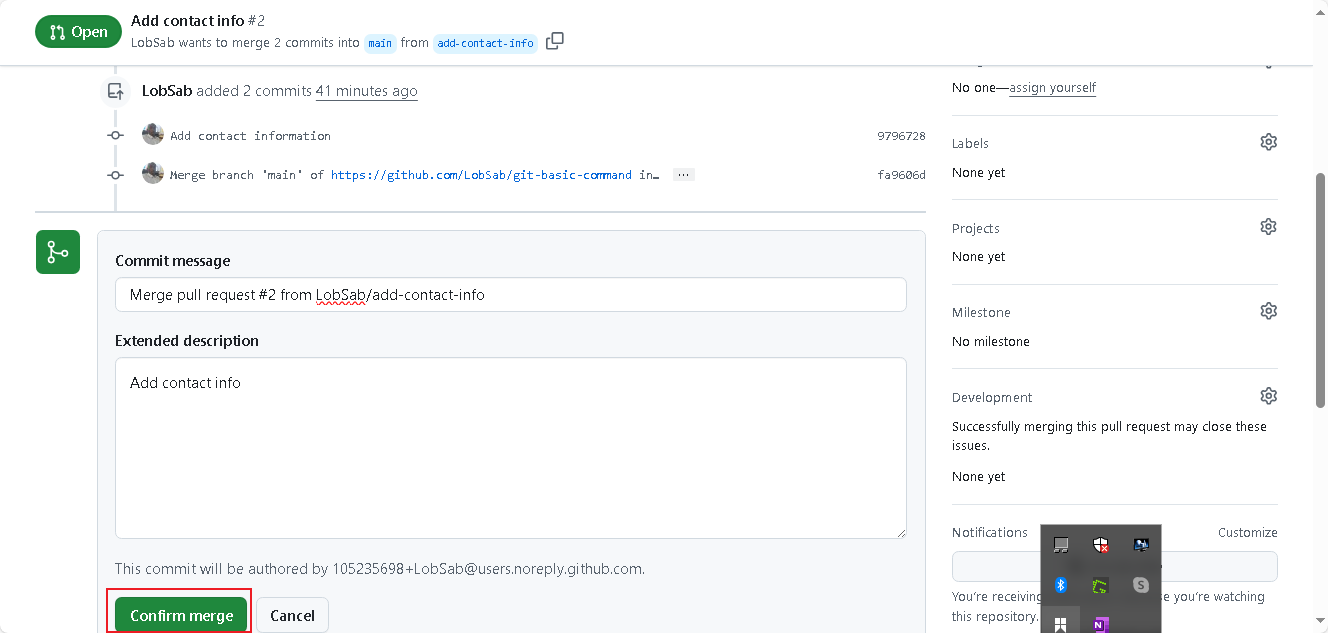 Open
Add contact info #2
LobSab wants to merge 2 commits into main from add-contact-info
LobSab added 2 commits 41 minutes ago
Add contact information 9796728
Merge branch 'main' of https://github.com/LobSab/git-basic-command in… ... fa9606d
Commit message
Merge pull request #2 from LobSab/add-contact-info
Extended description
Add contact info
This commit will be authored by 105235698+LobSab@users.noreply.github.com.
Confirm merge
Cancel
No one—assign yourself
Labels
None yet
Projects
None yet
Milestone
No milestone
Development
Successfully merging this pull request may close these
issues.
None yet
Notifications
Customize
You're receiving se you're watching
this repository.
S
N